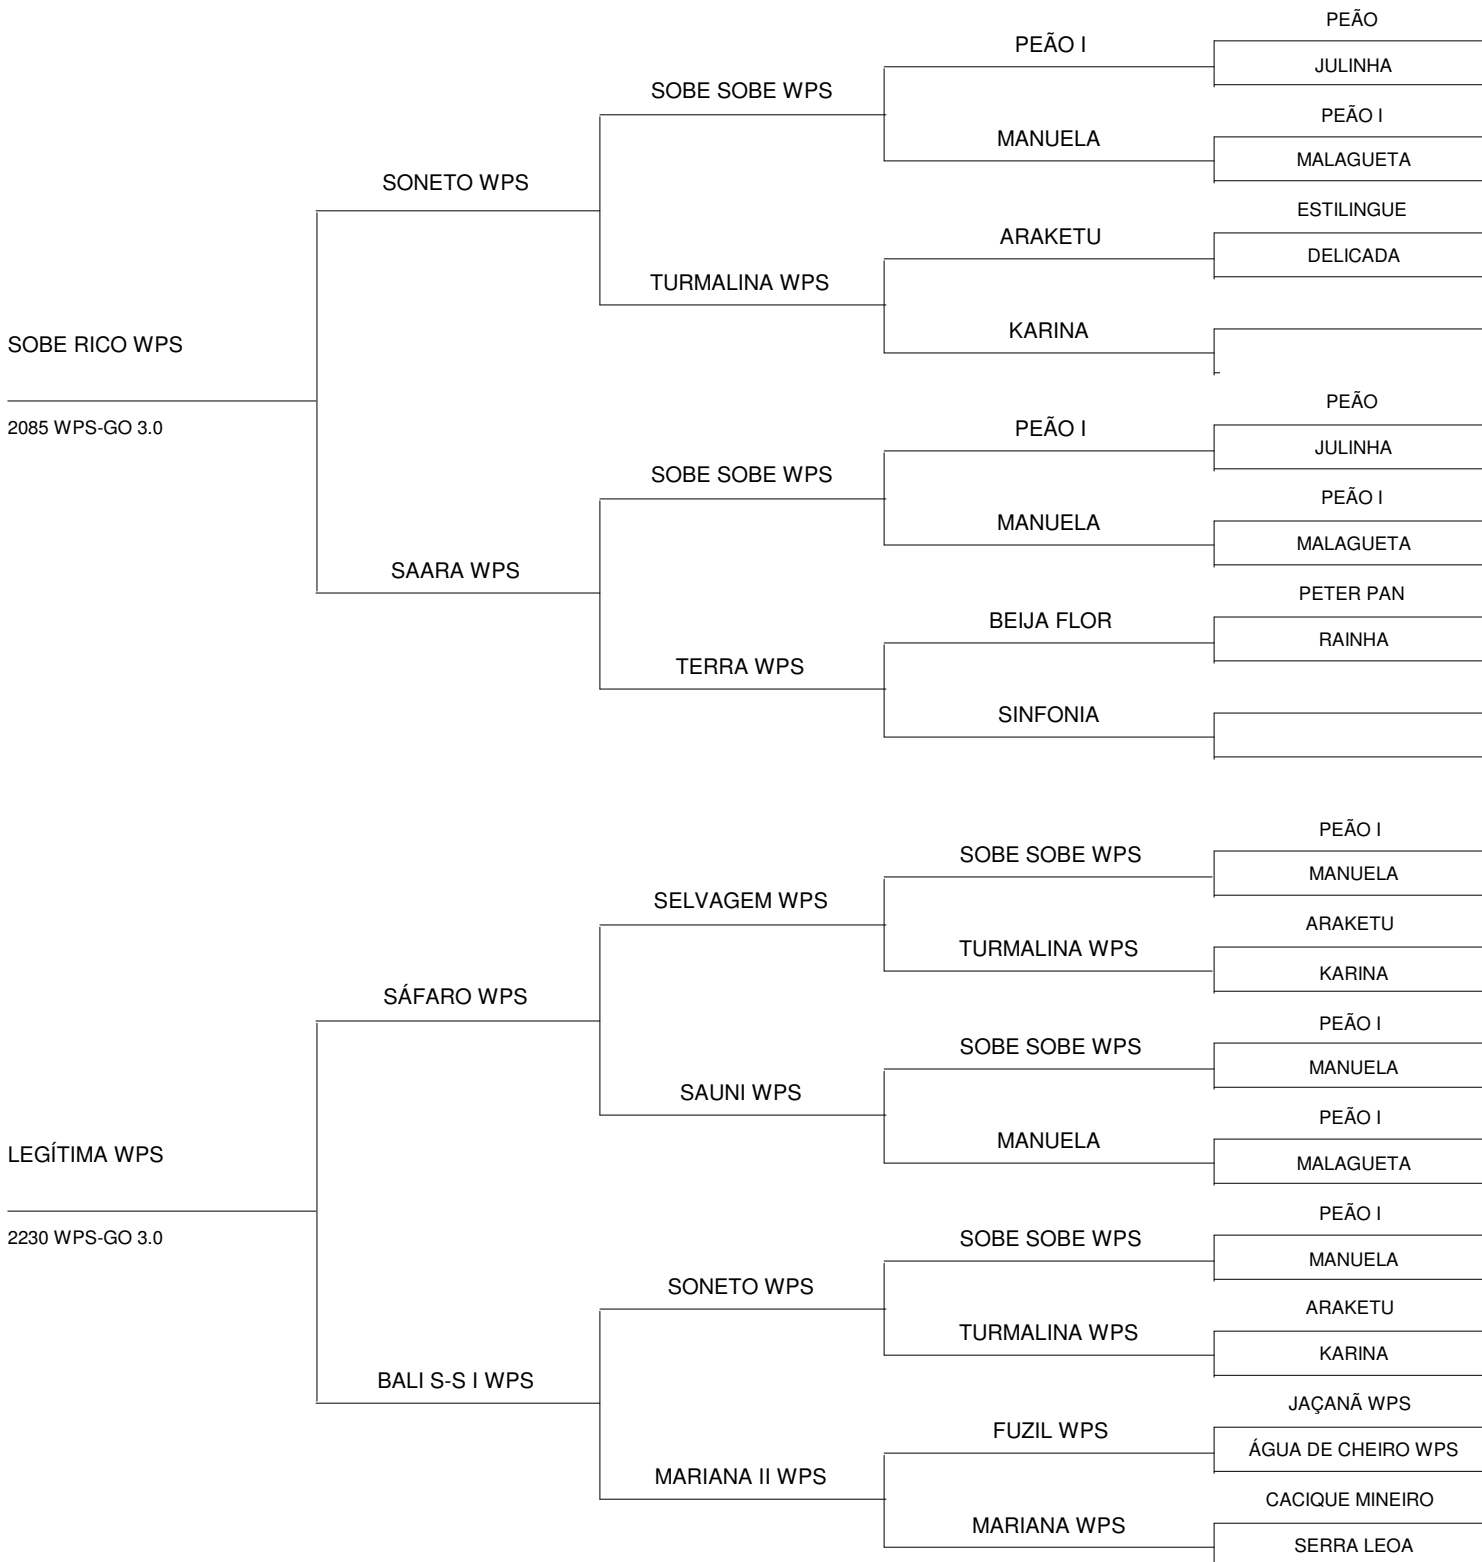 PEÃO
PEÃO I
JULINHA
SOBE SOBE WPS
PEÃO I
MANUELA
MALAGUETA
SONETO WPS
ESTILINGUE
ARAKETU
DELICADA
TURMALINA WPS
KARINA
SOBE RICO WPS
PEÃO
2085 WPS-GO 3.0
PEÃO I
JULINHA
SOBE SOBE WPS
PEÃO I
MANUELA
MALAGUETA
SAARA WPS
PETER PAN
BEIJA FLOR
RAINHA
TERRA WPS
SINFONIA
PEÃO I
SOBE SOBE WPS
MANUELA
SELVAGEM WPS
ARAKETU
TURMALINA WPS
KARINA
SÁFARO WPS
PEÃO I
SOBE SOBE WPS
MANUELA
SAUNI WPS
PEÃO I
MANUELA
LEGÍTIMA WPS
MALAGUETA
PEÃO I
2230 WPS-GO 3.0
SOBE SOBE WPS
MANUELA
SONETO WPS
ARAKETU
TURMALINA WPS
KARINA
BALI S-S I WPS
JAÇANÃ WPS
FUZIL WPS
ÁGUA DE CHEIRO WPS
MARIANA II WPS
CACIQUE MINEIRO
MARIANA WPS
SERRA LEOA